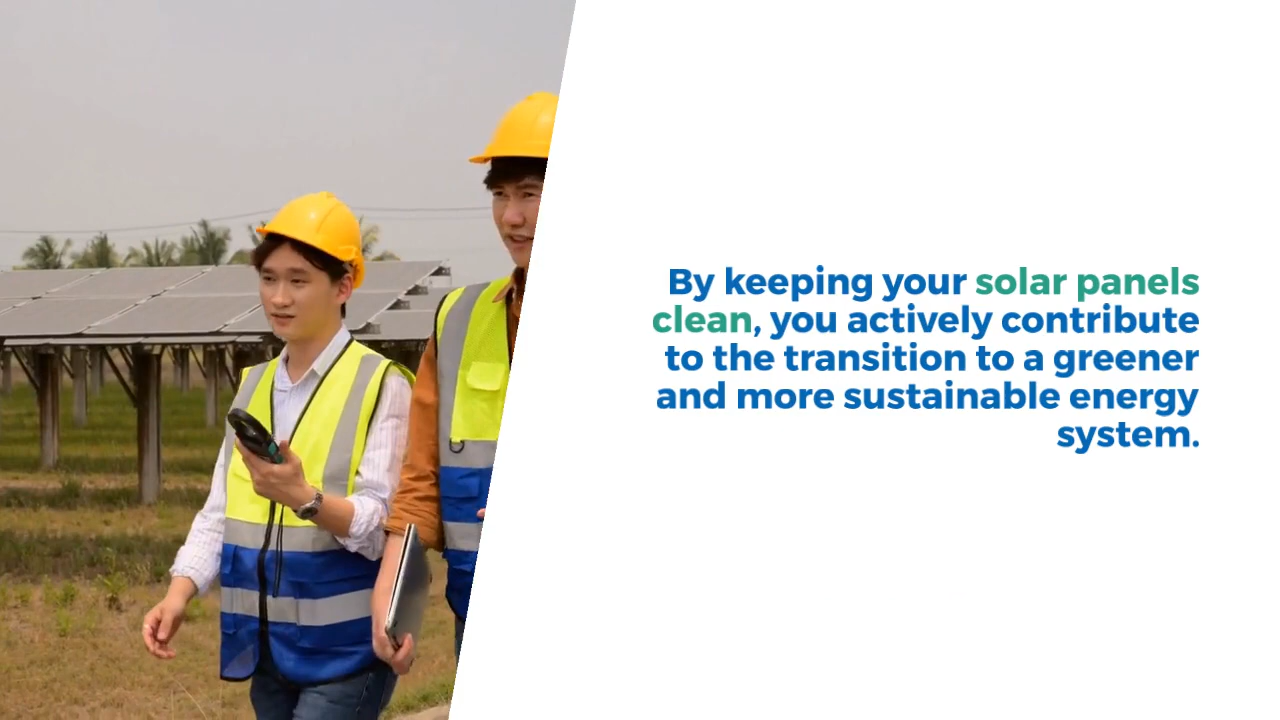 By keeping your solar panels
clean, you actively contribute
to the transition to a greener
and more sustainable energy
system.